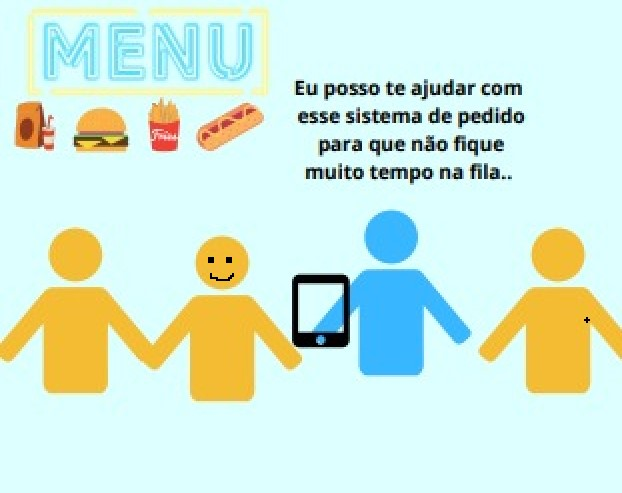 MENU
Fries
Eu posso te ajudar com
esse sistema de pedido
para que não fique
muito tempo na fila..